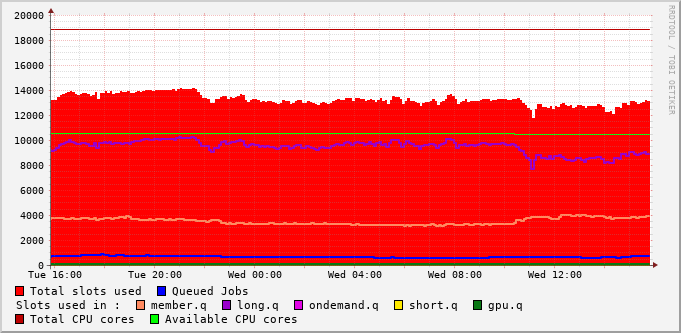 20000
18000
16000
14000
12000
10000
8000
6000
4000
2000
0
Tue 16:00 Tue 20:00 Wed 00:00 Wed 04:00 Wed 08:00 Wed 12:00
Total slots used Queued Jobs
Slots used in : member.q long.q ondemand.q short.q gpu.q
Total CPU cores Available CPU cores
RRDTOOL / TOBI OETIKER